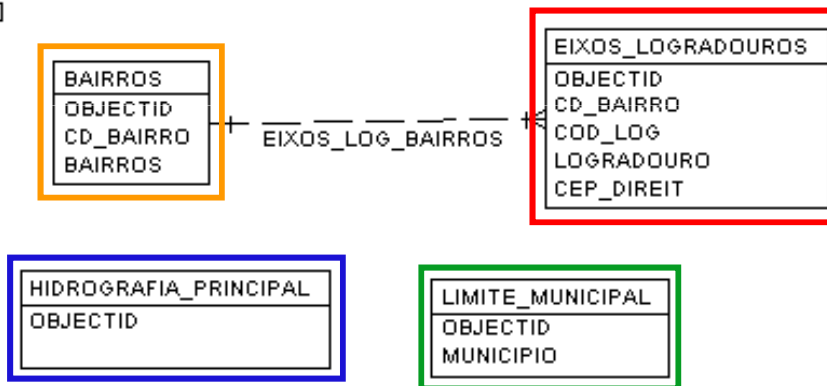 ]
BAIRROS
OBJECTID
CD_BAIRRO
BAIRROS
EIXOS_LOG_BAIRROS
EIXOS_LOGRADOUROS
OBJECTID
CD_BAIRRO
COD_LOG
LOGRADOURO
CEP_DIREIT
HIDROGRAFIA_PRINCIPAL
OBJECTID
LIMITE_MUNICIPAL
OBJECTID
MUNICIPIO